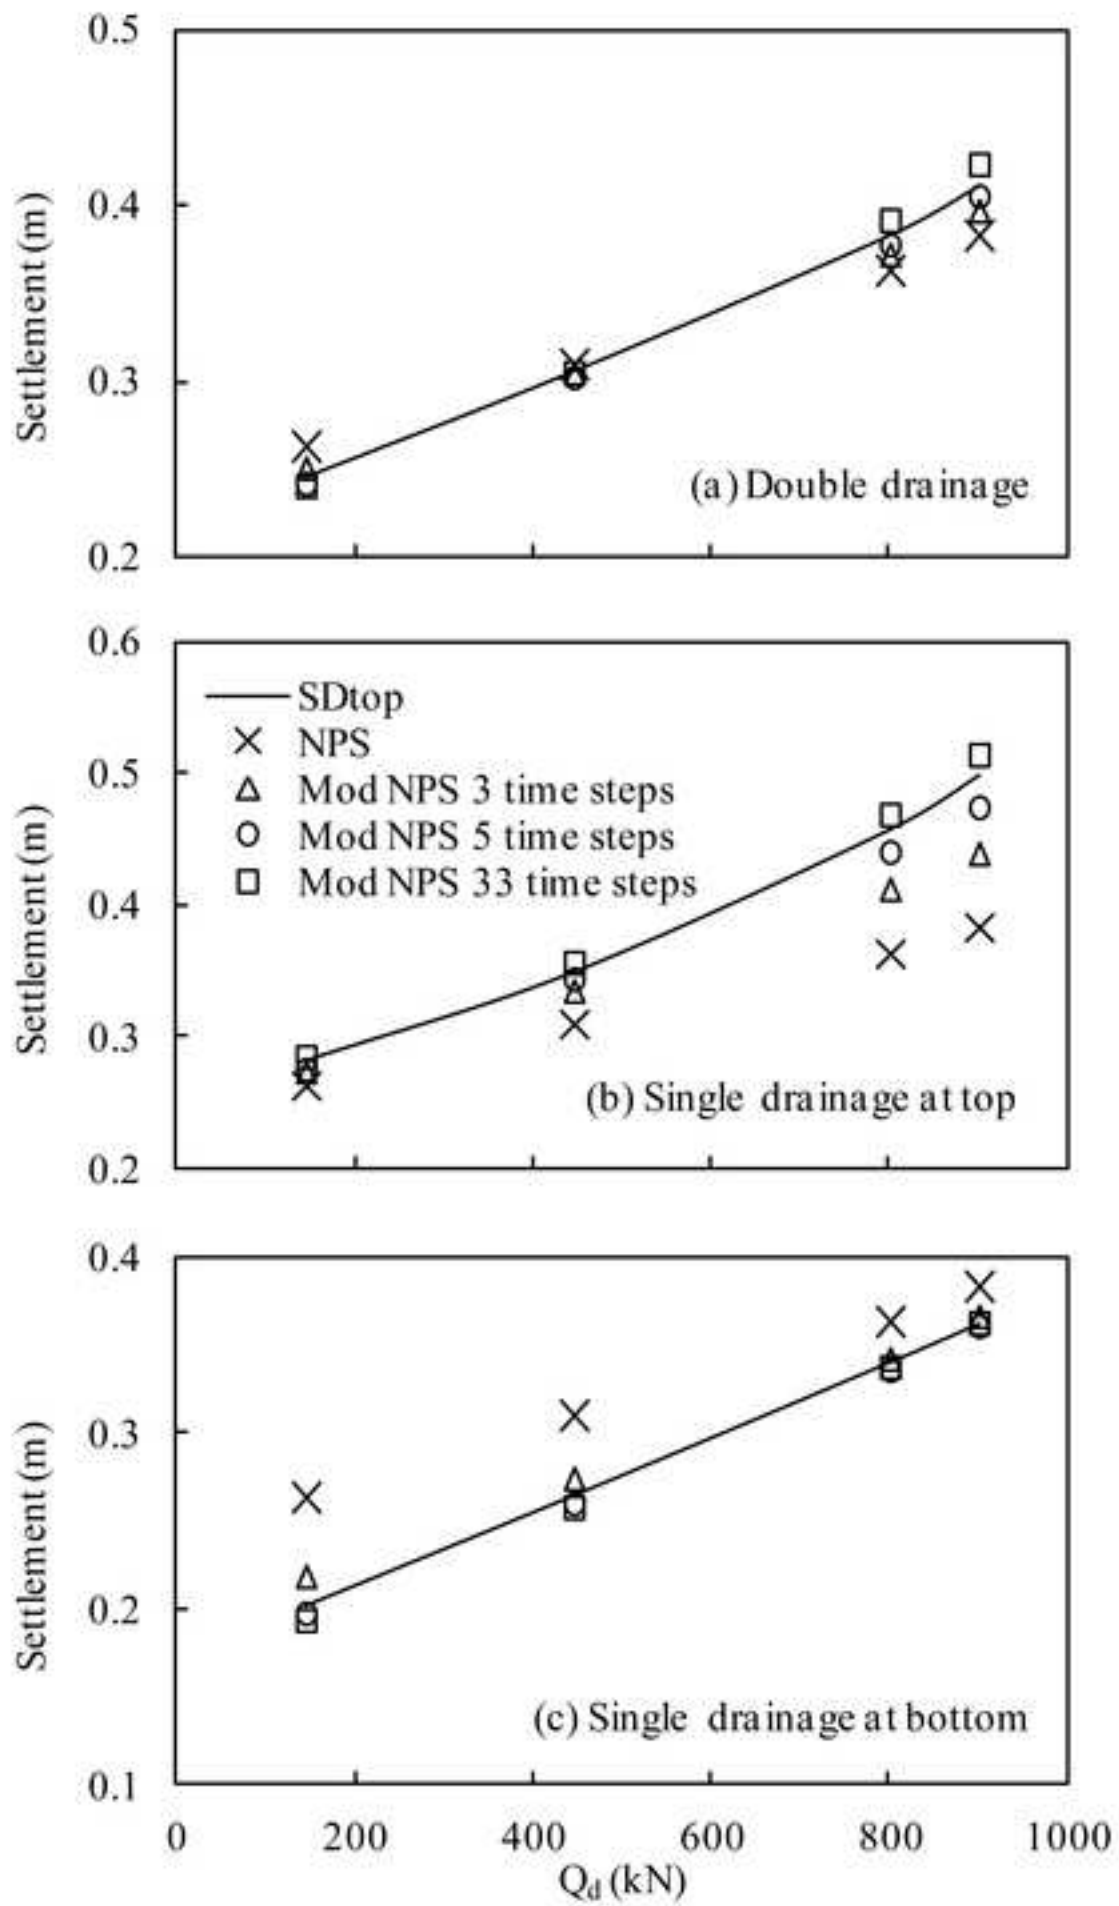 0.5
0.4
0.3
0.2
Settlement (m)
(a) Double drainage
0.6
0.5
0.4
0.3
0.2
Settlement (m)
SDtop
NPS
Mod NPS 3 time steps
Mod NPS 5 time steps
Mod NPS 33 time steps
(b) Single drainage at top
0.4
0.3
0.2
0.1
Settlement (m)
(c) Single drainage at bottom
0 200 400 600 800 1000
Qd (kN)